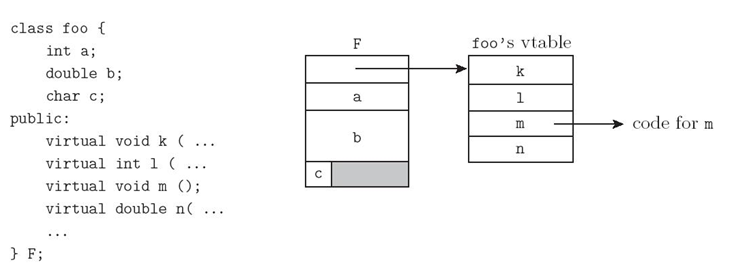 class foo {
int a;
double b;
char c;
public:
virtual void k ( ...
virtual int l ( ...
virtual void m ();
virtual double n( ...
...
} F;
F
a
b
c
foo's vtable
k
l
m
n
code for m